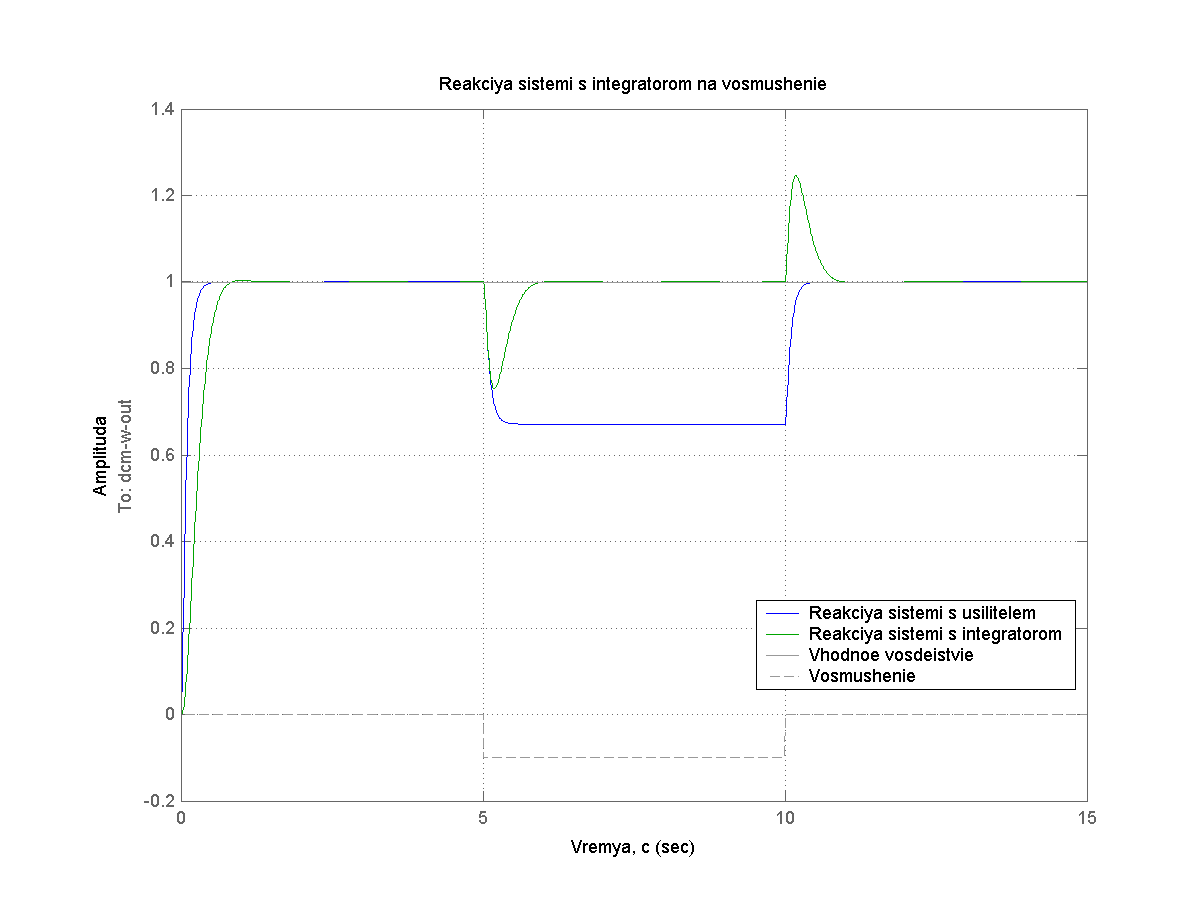 Reakciya sistemi s integratorom na vosmushenie
1.4
1.2
1
0.8
0.6
0.4
0.2
0
-0.2
Amplituda
To: dcm-w-out
Reakciya sistemi s usilitelem
Reakciya sistemi s integratorom
Vhodnoe vosdeistvie
Vosmushenie
0
5
10
15
Vremya, c (sec)